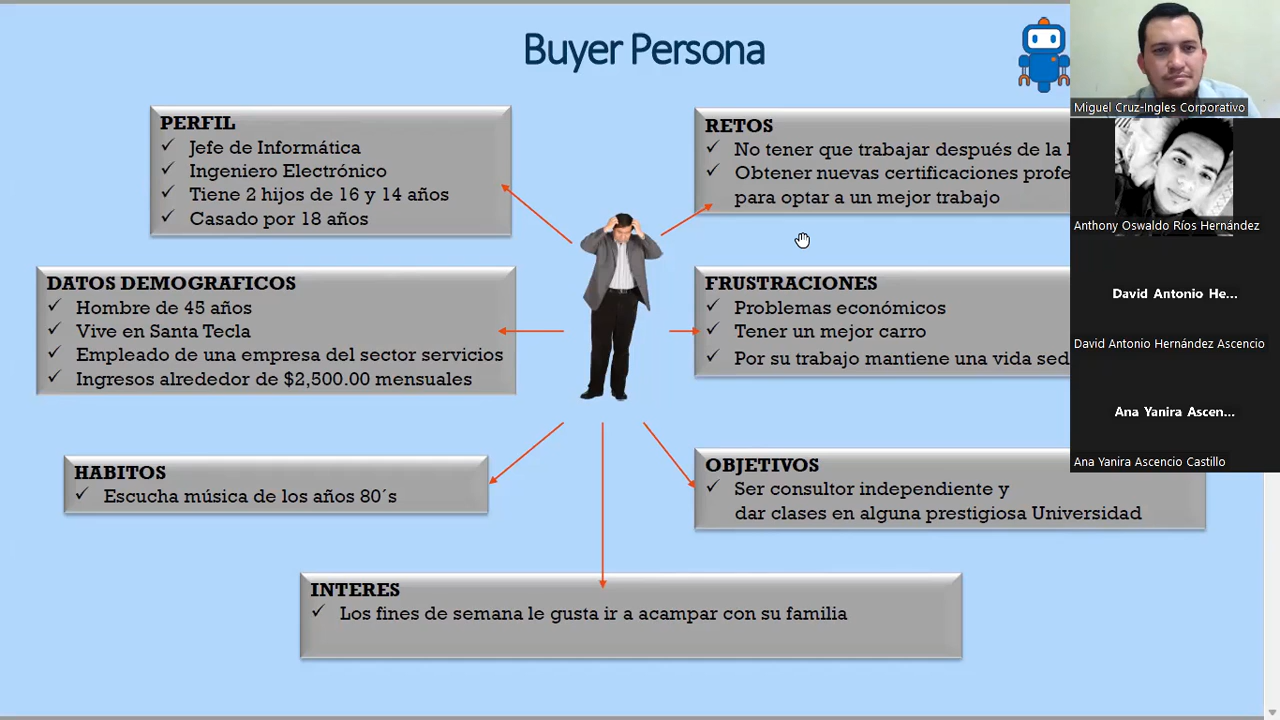 Buyer Persona
PERFIL
✓ Jefe de Informática
✓ Ingeniero Electrónico
✓ Tiene 2 hijos de 16 y 14 años
✓ Casado por 18 años
RETOS
✓ No tener que trabajar después de la
✓ Obtener nuevas certificaciones
para optar a un mejor trabajo
DATOS DEMOGRAFICOS
✓ Hombre de 45 años
✓ Vive en Santa Tecla
✓ Empleado de una empresa del sector servicios
✓ Ingresos alrededor de $2,500.00 mensuales
FRUSTRACIONES
✓ Problemas económicos
✓ Tener un mejor carro
✓ Por su trabajo mantiene una vida
HABITOS
✓ Escucha música de los años 80´s
OBJETIVOS
✓ Ser consultor independiente y
dar clases en alguna prestigiosa Universidad
INTERES
✓ Los fines de semana le gusta ir a acampar con su familia
Miguel Cruz-Ingles Corporativo
Anthony Oswaldo Ríos Hernández
David Antonio He...
David Antonio Hernández Ascencio
Ana Yanira Ascen...
Ana Yanira Ascencio Castillo